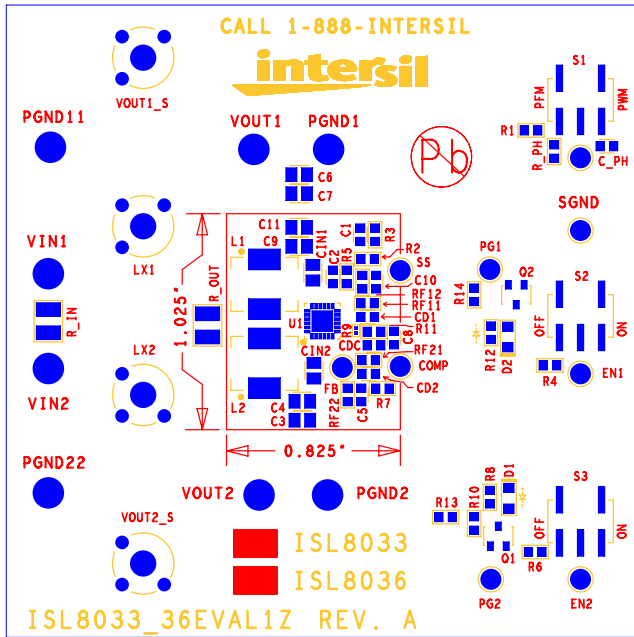 CALL 1-888-INTERSIL
intersil
S1
VOUT1_S
PFM
PWM
PGND11
VOUT1
PGND1
R1
Pb
R_PH
C_PH
C6
C7
SGND
C11
C1
R3
VIN1
LX1
L1
C9
CIN1
R5
R2
C2
SS
PG1
Q2
S2
R_OUT
C10
R14
RF12
R_IN
RF11
U1
CD1
1.025"
R9
R11
OFF
ON
CDC
C8
R12
D2
LX2
CIN2
RF21
COMP
R4
EN1
VIN2
FB
CD2
L2
C4
R7
C3
RF22
C5
0.825"
PGND22
VOUT2
PGND2
R8
D1
S3
R13
R10
VOUT2_S
OFF
ON
ISL8033
Q1
R6
ISL8036
PG2
EN2
ISL8033_36EVAL1Z REV. A